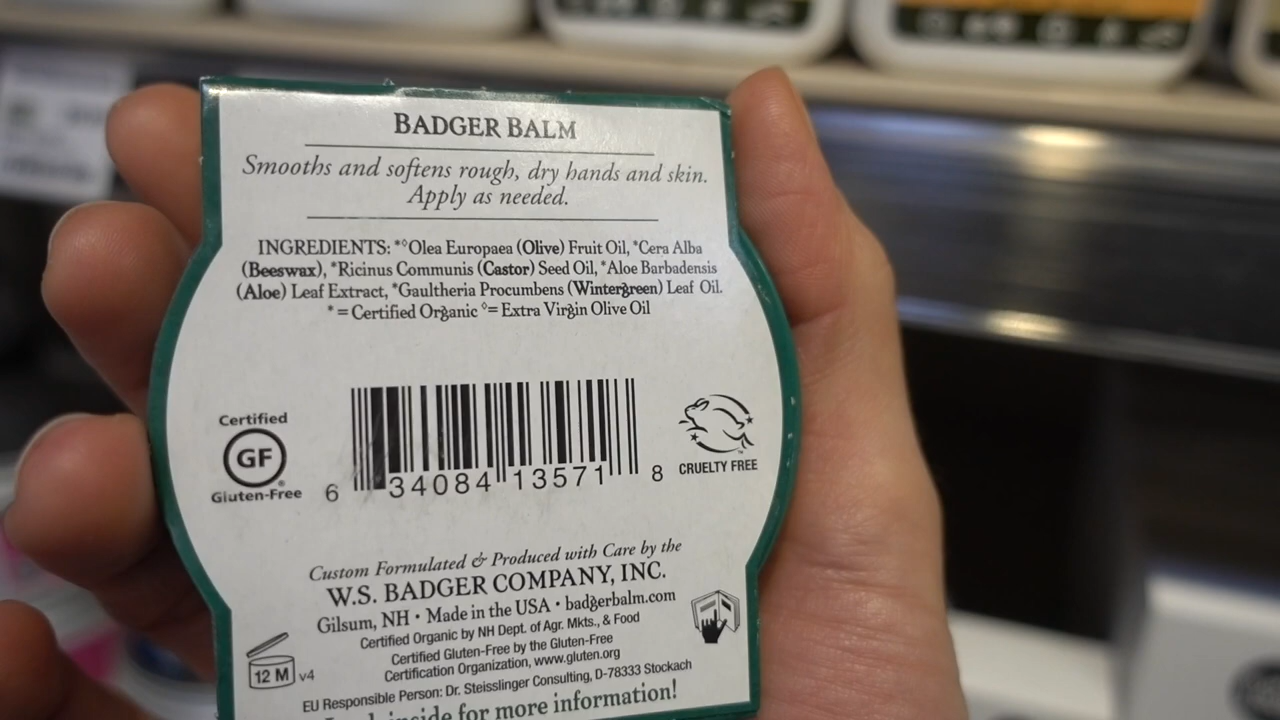 BADGER BALM
Smooths and softens rough, dry hands and skin.
Apply as needed.
INGREDIENTS: *◊Olea Europaea (Olive) Fruit Oil, *Cera Alba
(Beeswax), *Ricinus Communis (Castor) Seed Oil, *Aloe Barbadensis
(Aloe) Leaf Extract, *Gaultheria Procumbens (Wintergreen) Leaf Oil.
* = Certified Organic ◊= Extra Virgin Olive Oil
Certified
GF
®
Gluten-Free
6 34084 13571 8
™
CRUELTY FREE
Custom Formulated & Produced with Care by the
W.S. BADGER COMPANY, INC.
Gilsum, NH • Made in the USA • badgerbalm.com
Certified Organic by NH Dept. of Agr. Mkts., & Food
Certified Gluten-Free by the Gluten-Free
Certification Organization, www.gluten.org
12 M v4
EU Responsible Person: Dr. Steisslinger Consulting, D-78333 Stockach
inside for more information!